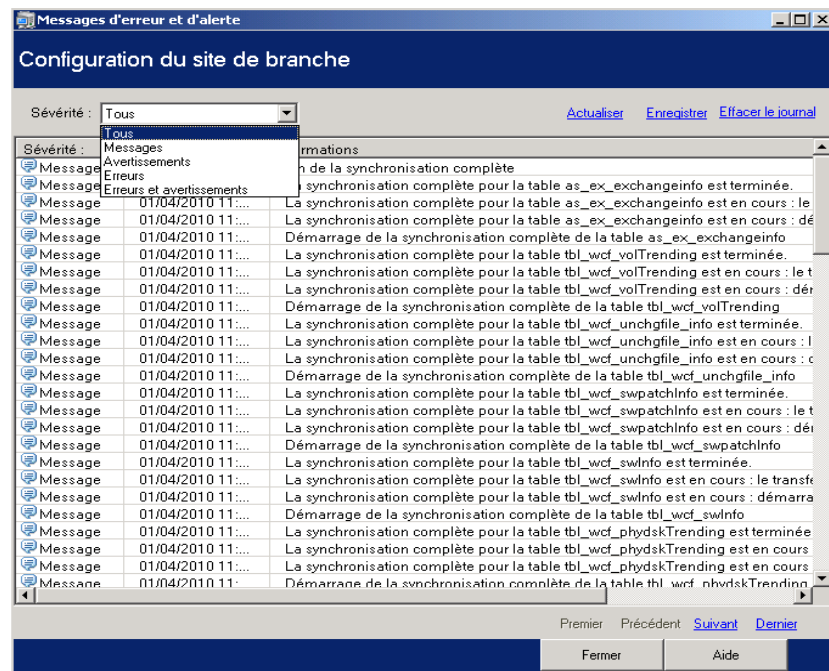 Messages d'erreur et d'alerte
Configuration du site de branche
Sévérité : Tous Actualiser Enregistrer Effacer le journal
Tous
Messages
Avertissements
Erreurs
Erreurs et avertissements
Sévérité : rmations
Message n de la synchronisation complète
Message synchronisation complète pour la table as_ex_exchangeinfo est terminée.
Message 01/04/2010 11:... La synchronisation complète pour la table as_ex_exchangeinfo est en cours : le
Message 01/04/2010 11:... La synchronisation complète pour la table as_ex_exchangeinfo est en cours : dé
Message 01/04/2010 11:... Démarrage de la synchronisation complète de la table as_ex_exchangeinfo
Message 01/04/2010 11:... La synchronisation complète pour la table tbl_wcf_volTrending est terminée.
Message 01/04/2010 11:... La synchronisation complète pour la table tbl_wcf_volTrending est en cours : le t
Message 01/04/2010 11:... La synchronisation complète pour la table tbl_wcf_volTrending est en cours : dér
Message 01/04/2010 11:... Démarrage de la synchronisation complète de la table tbl_wcf_volTrending
Message 01/04/2010 11:... La synchronisation complète pour la table tbl_wcf_unchgfile_info est terminée.
Message 01/04/2010 11:... La synchronisation complète pour la table tbl_wcf_unchgfile_info est en cours : l
Message 01/04/2010 11:... La synchronisation complète pour la table tbl_wcf_unchgfile_info est en cours : d
Message 01/04/2010 11:... Démarrage de la synchronisation complète de la table tbl_wcf_unchgfile_info
Message 01/04/2010 11:... La synchronisation complète pour la table tbl_wcf_swpatchInfo est terminée.
Message 01/04/2010 11:... La synchronisation complète pour la table tbl_wcf_swpatchInfo est en cours : le t
Message 01/04/2010 11:... La synchronisation complète pour la table tbl_wcf_swpatchInfo est en cours : dér
Message 01/04/2010 11:... Démarrage de la synchronisation complète de la table tbl_wcf_swpatchInfo
Message 01/04/2010 11:... La synchronisation complète pour la table tbl_wcf_swInfo est terminée.
Message 01/04/2010 11:... La synchronisation complète pour la table tbl_wcf_swInfo est en cours : le transfe
Message 01/04/2010 11:... La synchronisation complète pour la table tbl_wcf_swInfo est en cours : démarra
Message 01/04/2010 11:... Démarrage de la synchronisation complète de la table tbl_wcf_swInfo
Message 01/04/2010 11:... La synchronisation complète pour la table tbl_wcf_phydskTrending est terminée
Message 01/04/2010 11:... La synchronisation complète pour la table tbl_wcf_phydskTrending est en cours
Message 01/04/2010 11:... La synchronisation complète pour la table tbl_wcf_phydskTrending est en cours
Message 01/04/2010 11: Démarrage de la synchronisation complète de la table tbl_wcf_phydskTrending
Premier Précédent Suivant Dernier
Fermer Aide